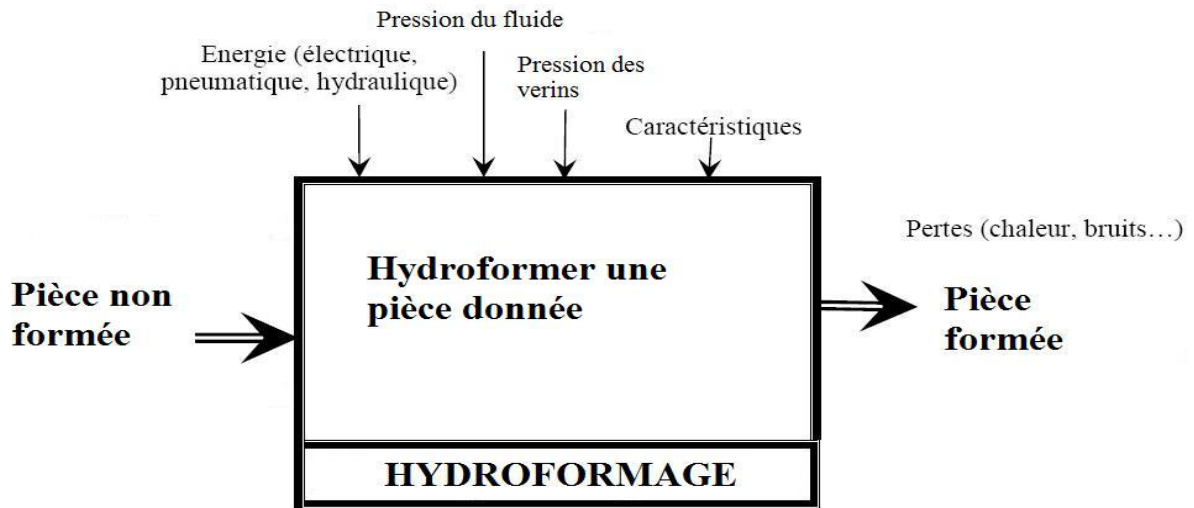 Pression du fluide
Energie (électrique,
pneumatique, hydraulique)
Pression des
verins
Caractéristiques
Pertes (chaleur, bruits…)
Hydroformer une
pièce donnée
Pièce non
formée
Pièce
formée
HYDROFORMAGE